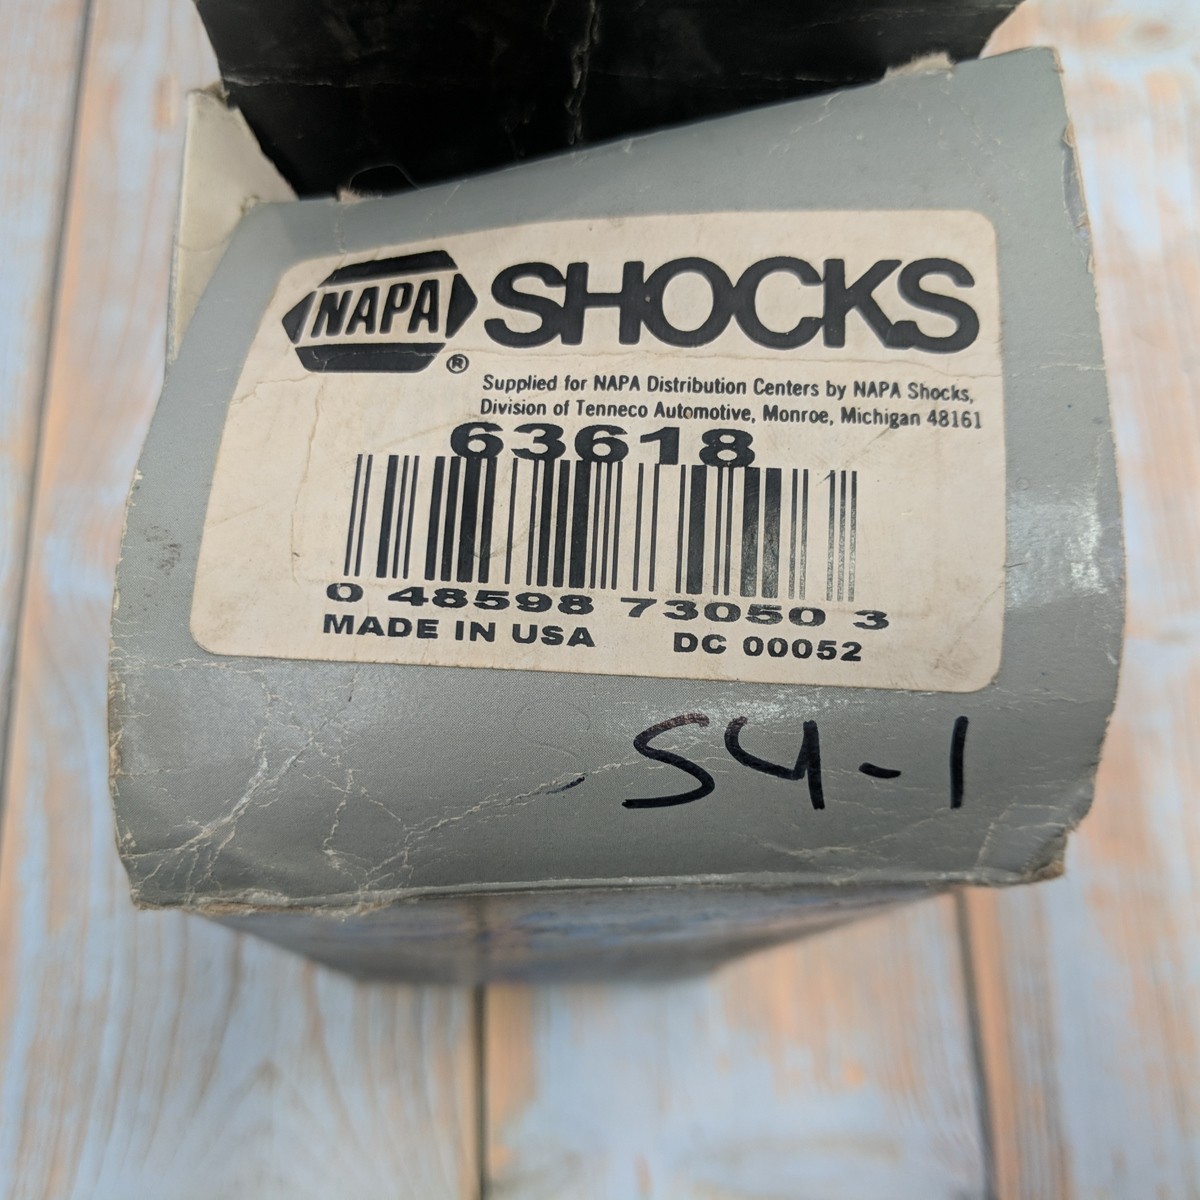 NAPA® SHOCKS
Supplied for NAPA Distribution Centers by NAPA Shocks,
Division of Tenneco Automotive, Monroe, Michigan 48161
63618
0 48598 73050 3
MADE IN USA DC 00052
S4-1